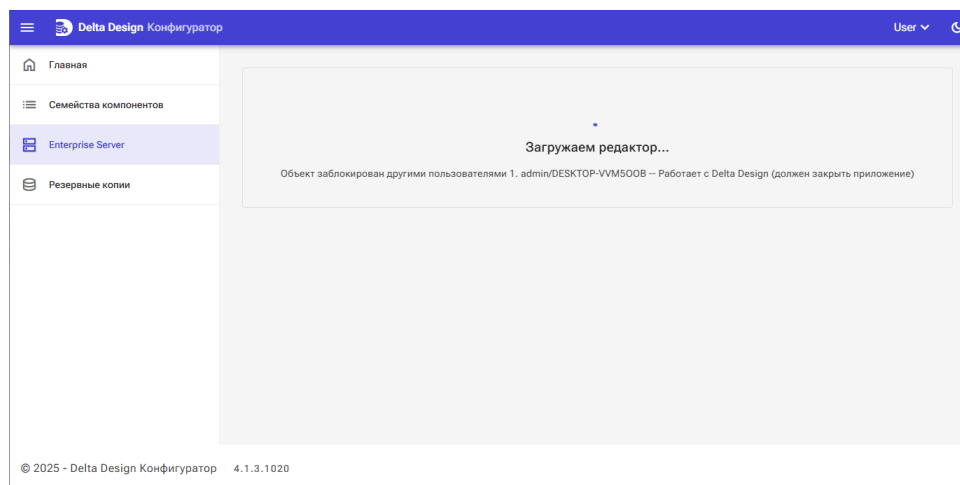 Delta Design Конфигуратор
User
Главная
Семейства компонентов
Enterprise Server
Резервные копии
Загружаем редактор...
Объект заблокирован другими пользователями 1. admin/DESKTOP-VVM5OOB -- Работает с Delta Design (должен закрыть приложение)
© 2025 - Delta Design Конфигуратор 4.1.3.1020